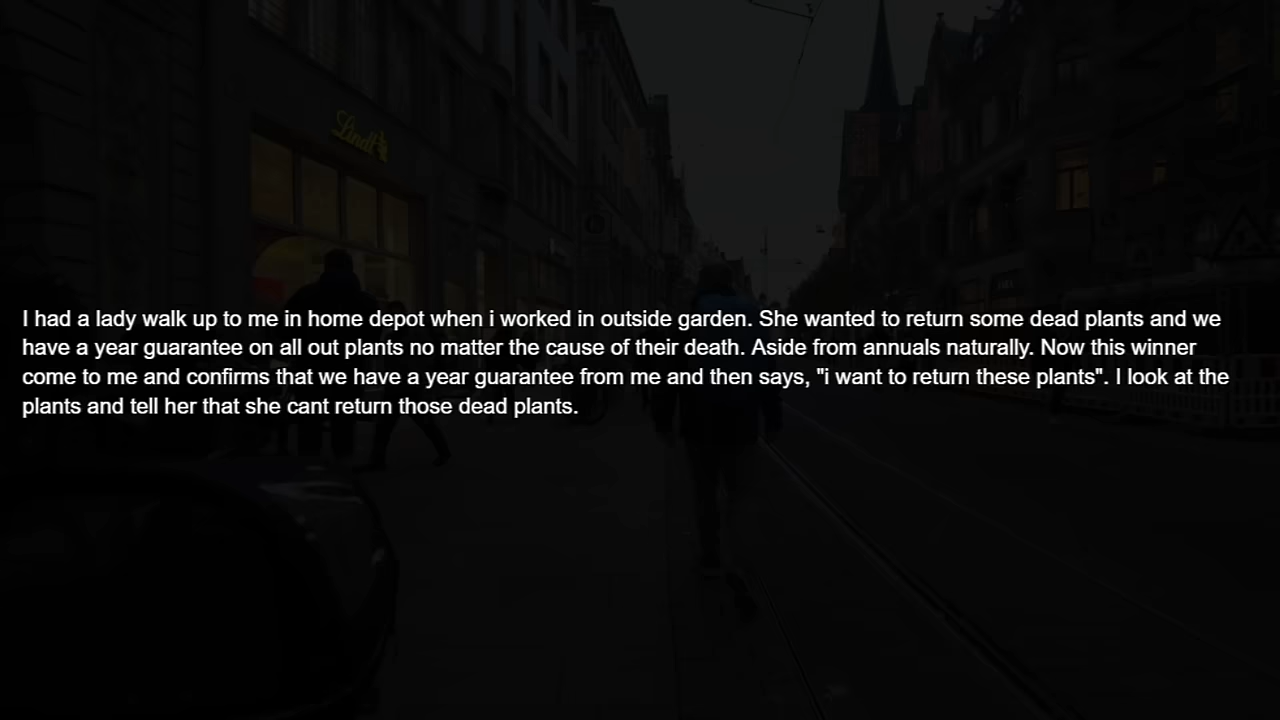 Lindt
I had a lady walk up to me in home depot when i worked in outside garden. She wanted to return some dead plants and we
have a year guarantee on all out plants no matter the cause of their death. Aside from annuals naturally. Now this winner
come to me and confirms that we have a year guarantee from me and then says, "i want to return these plants". I look at the
plants and tell her that she cant return those dead plants.